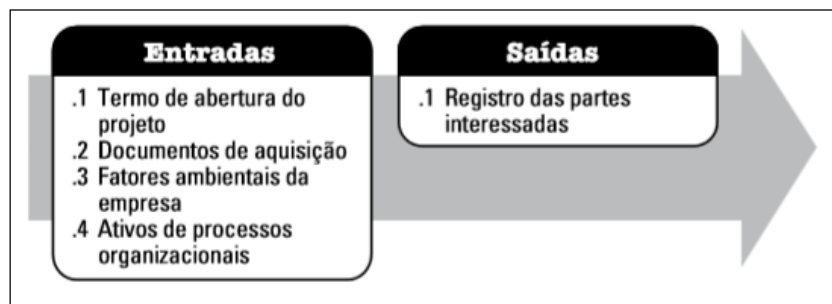 Entradas
.1 Termo de abertura do
projeto
.2 Documentos de aquisição
.3 Fatores ambientais da
empresa
.4 Ativos de processos
organizacionais
Saídas
.1 Registro das partes
interessadas